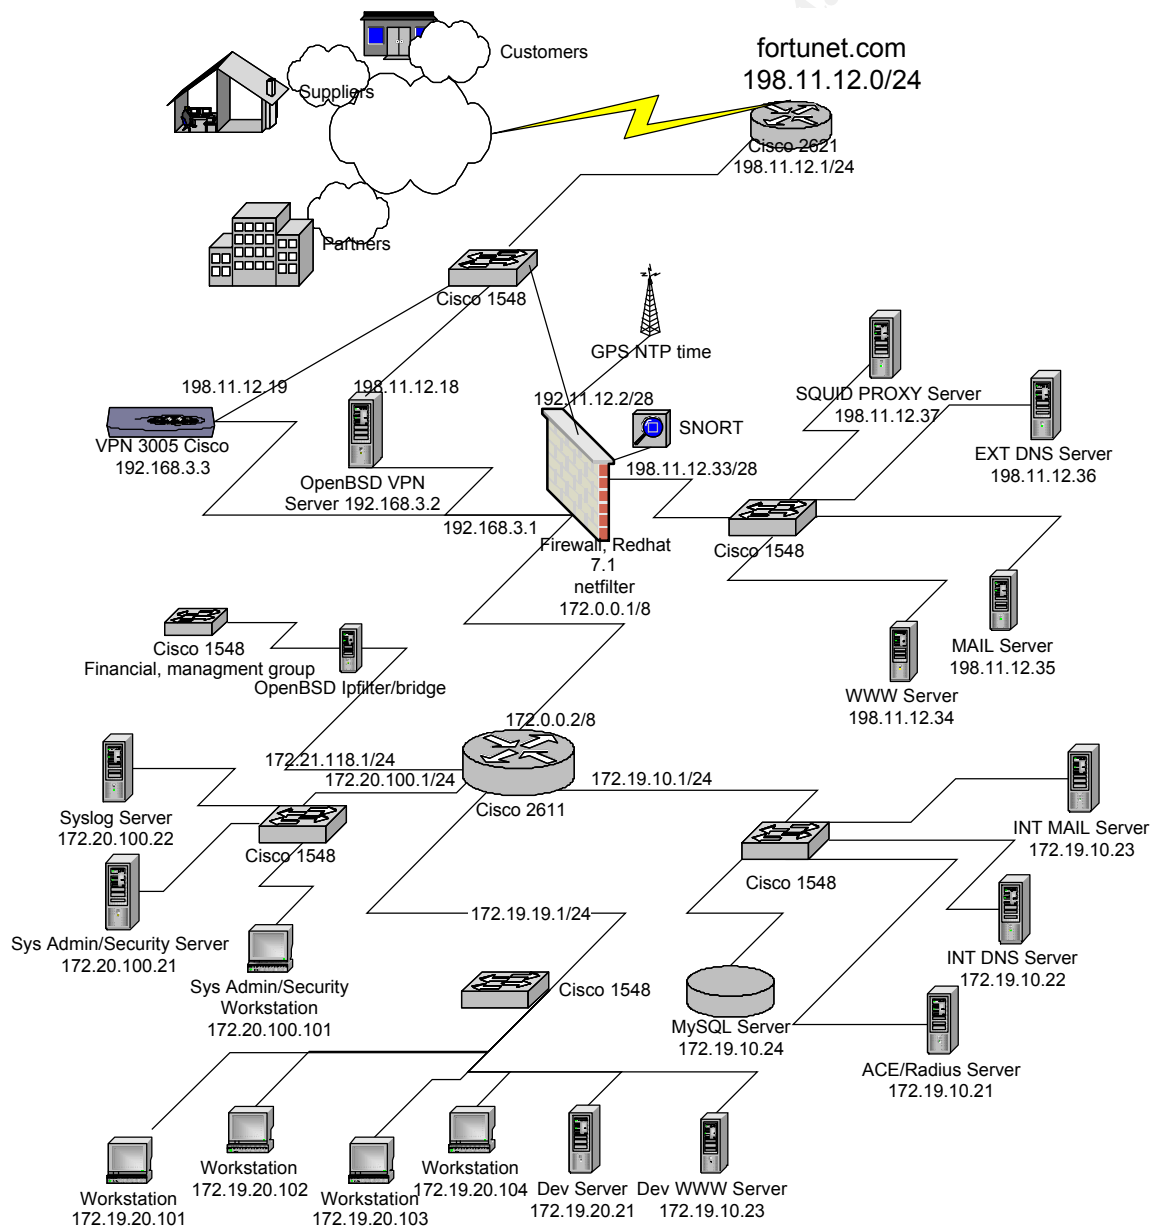 fortunet.com
198.11.12.0/24
Customers
Suppliers
Partners
Cisco 2621
198.11.12.1/24
Cisco 1548
GPS NTP time
198.11.12.19
198.11.12.18
192.11.12.2/28
SNORT
198.11.12.33/28
SQUID PROXY Server
198.11.12.37
EXT DNS Server
198.11.12.36
VPN 3005 Cisco
192.168.3.3
OpenBSD VPN
Server 192.168.3.2
192.168.3.1
Firewall, Redhat
7.1
netfilter
172.0.0.1/8
Cisco 1548
MAIL Server
198.11.12.35
WWW Server
198.11.12.34
Cisco 1548
Financial, managment group
OpenBSD Ipfilter/bridge
172.0.0.2/8
172.21.118.1/24
172.20.100.1/24
172.19.10.1/24
Cisco 2611
Syslog Server
172.20.100.22
Cisco 1548
Sys Admin/Security Server
172.20.100.21
Sys Admin/Security
Workstation
172.20.100.101
172.19.19.1/24
Cisco 1548
Cisco 1548
INT MAIL Server
172.19.10.23
INT DNS Server
172.19.10.22
MySQL Server
172.19.10.24
ACE/Radius Server
172.19.10.21
Workstation
172.19.20.101
Workstation
172.19.20.102
Workstation
172.19.20.103
Workstation
172.19.20.104
Dev Server
172.19.20.21
Dev WWW Server
172.19.10.23